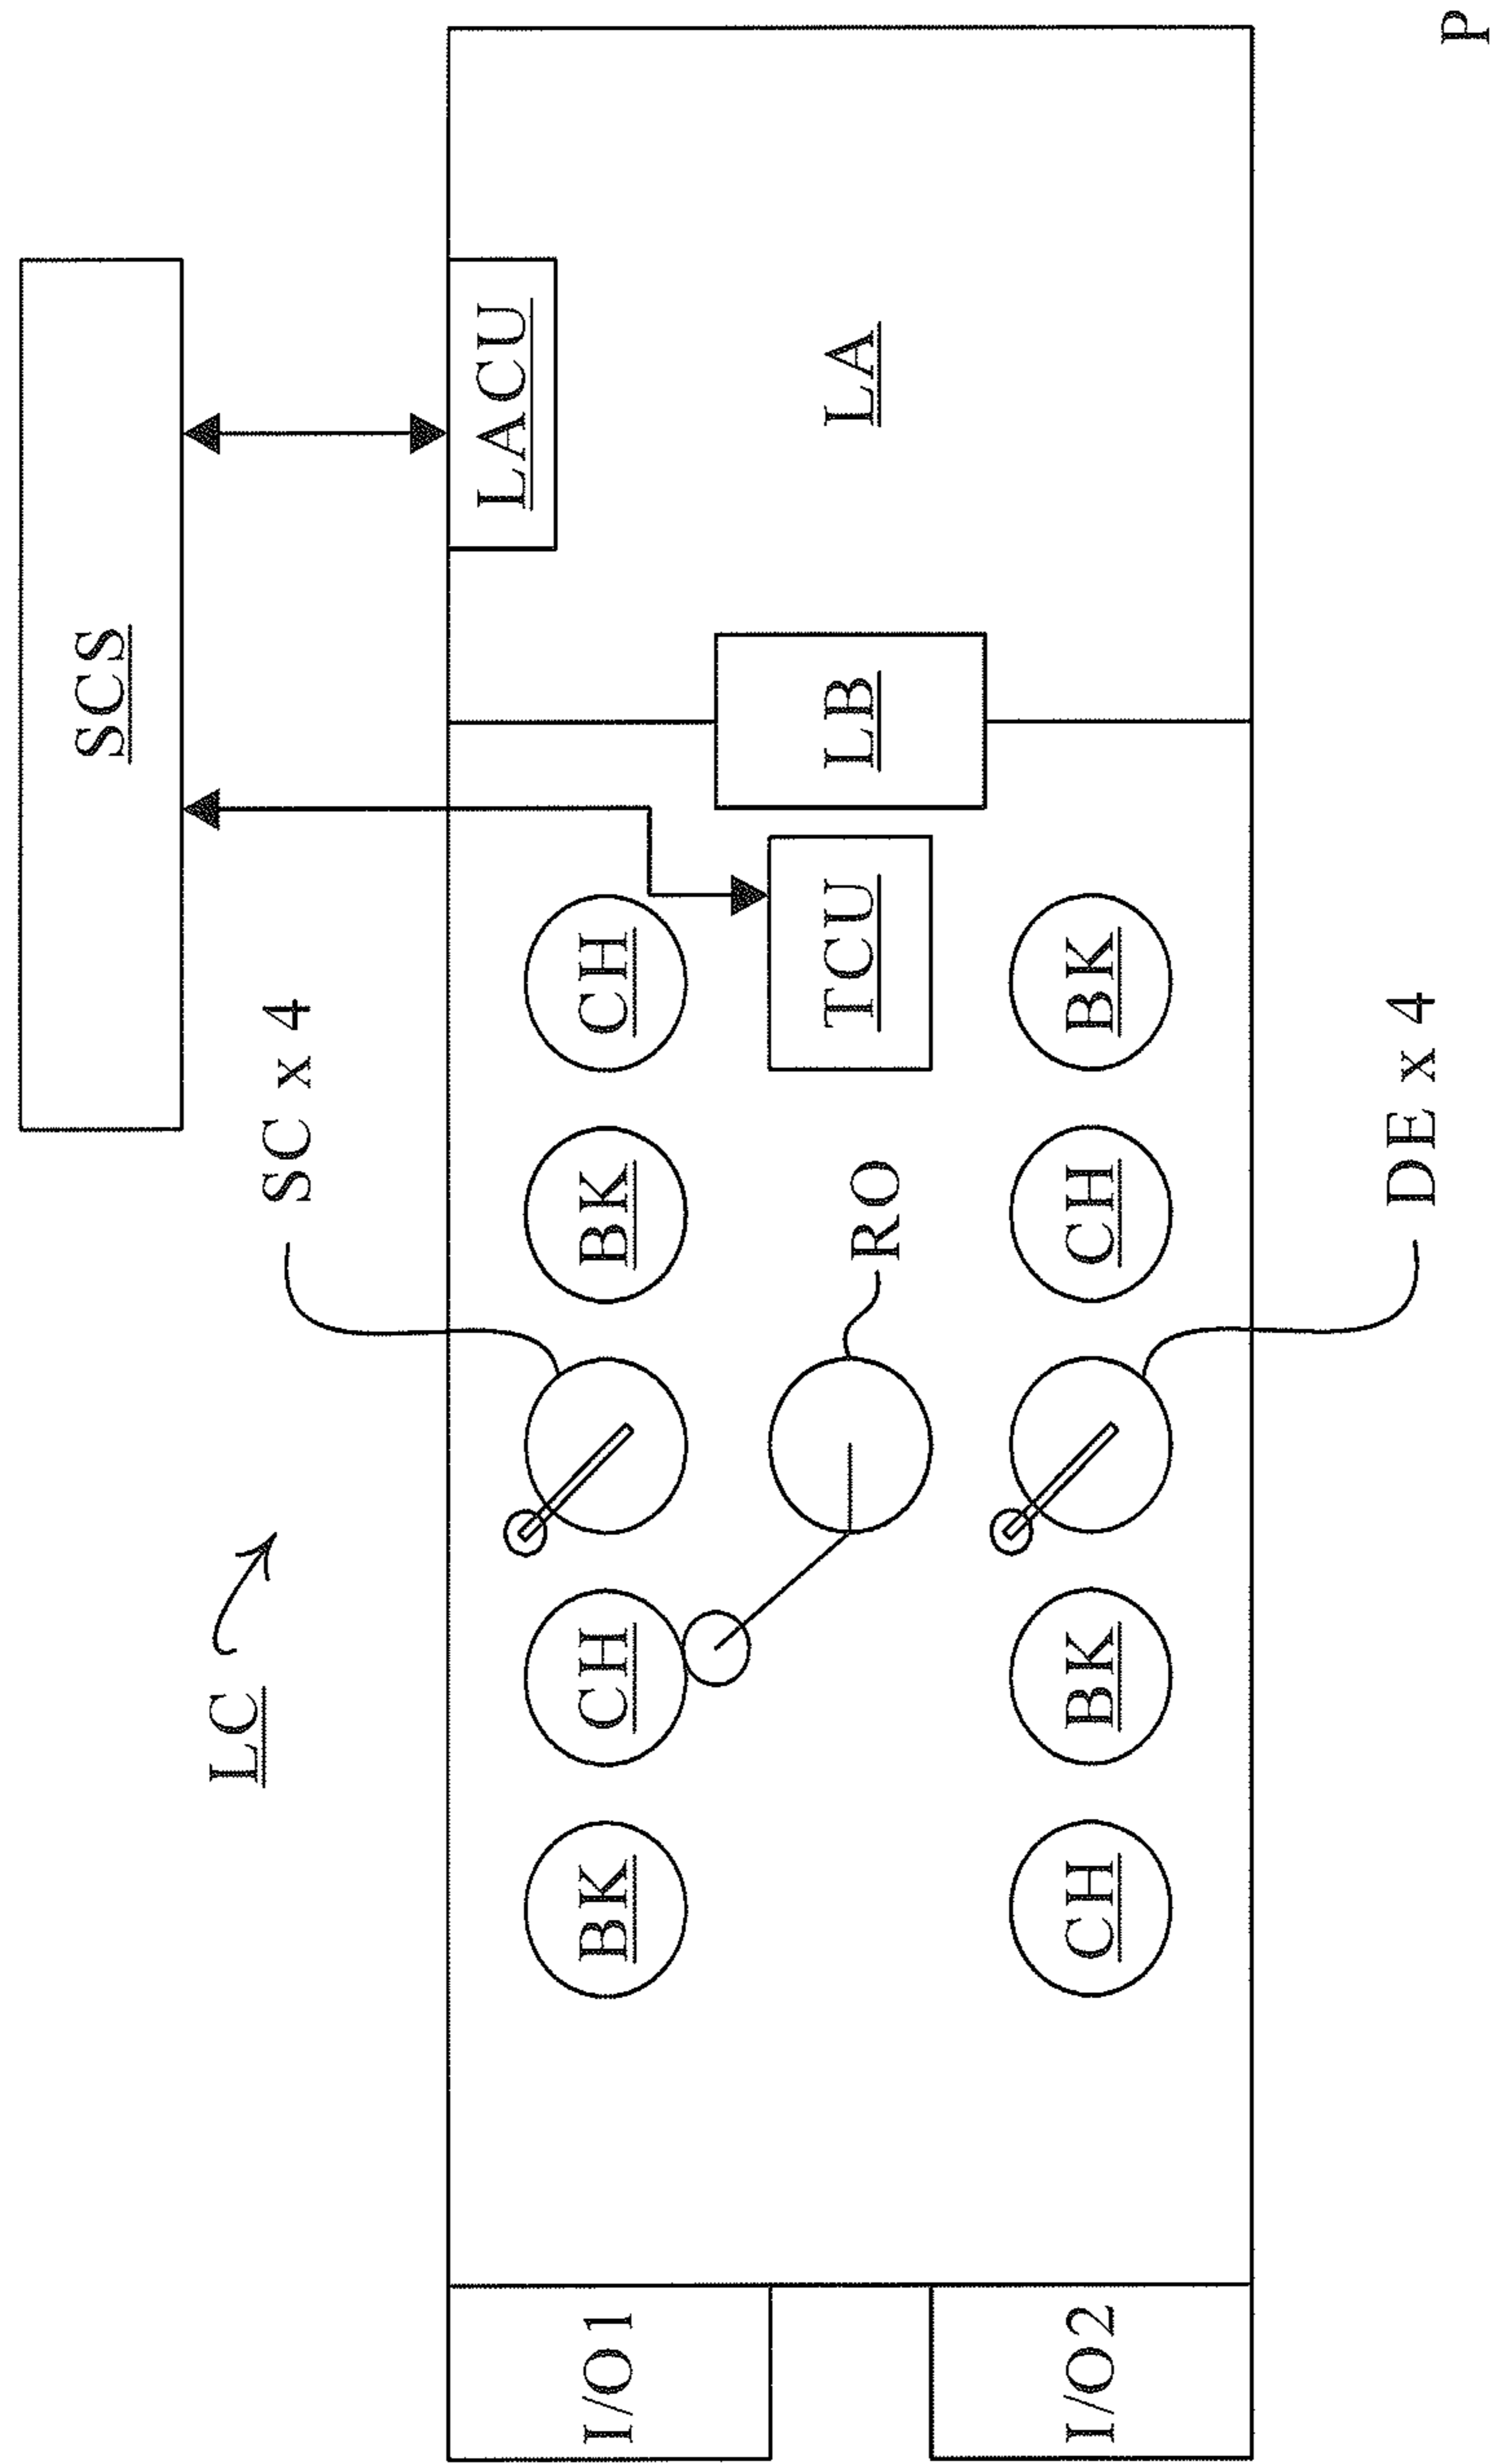 SCS
LC
SC x 4
LACU
I/O1 BK CH BK CH
RO TCU LB LA
I/O2 CH BK CH BK
DE x 4
P